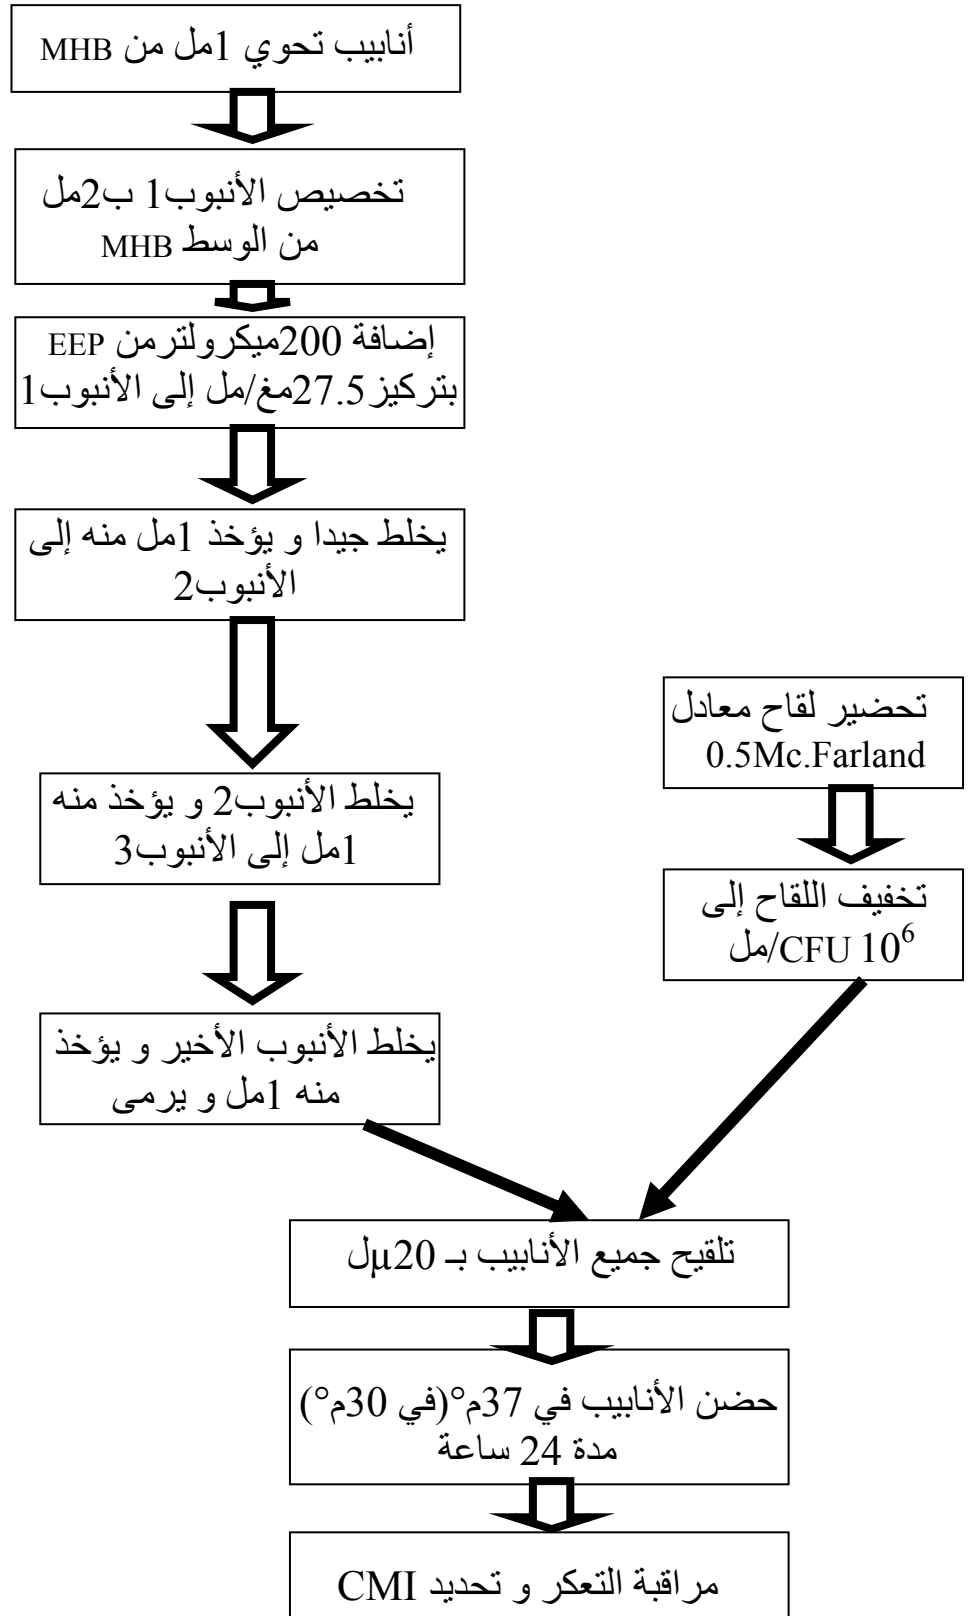 أنابيب تحوي 1مل من MHB
تخصيص الأنبوب1 ب2مل
من الوسط MHB
إضافة 200ميكرولترمن EEP
بتركيز27.5مغ/مل إلى الأنبوب1
يخلط جيدا و يؤخذ 1مل منه إلى
الأنبوب2
يخلط الأنبوب2 و يؤخذ منه
1مل إلى الأنبوب3
يخلط الأنبوب الأخير و يؤخذ
منه 1مل و يرمى
تحضير لقاح معادل
0.5Mc.Farland
تخفيف اللقاح إلى
10⁶ CFU/مل
تلقيح جميع الأنابيب بـ 20µل
حضن الأنابيب في 37م°(في 30م°)
مدة 24 ساعة
مراقبة التعكر و تحديد CMI